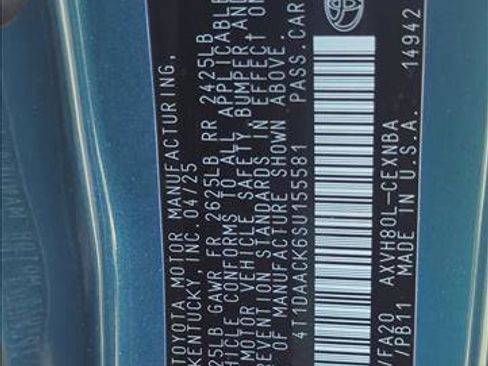 TOYOTA MOTOR MANUFACTURING,
KENTUCKY, INC. 04/25
25LB GAWR FR 2625LB RR 2425LB
HICLE CONFORMS TO ALL APPLICABLE
MOTOR VEHICLE SAFETY, BUMPER AND
EVENTION STANDARDS IN EFFECT ON
OF MANUFACTURE SHOWN ABOVE.
4T1DAACK6SU155581 PASS.CAR
/FA20 AXVH80L-CEXNBA
/PB11 MADE IN U.S.A. 14942